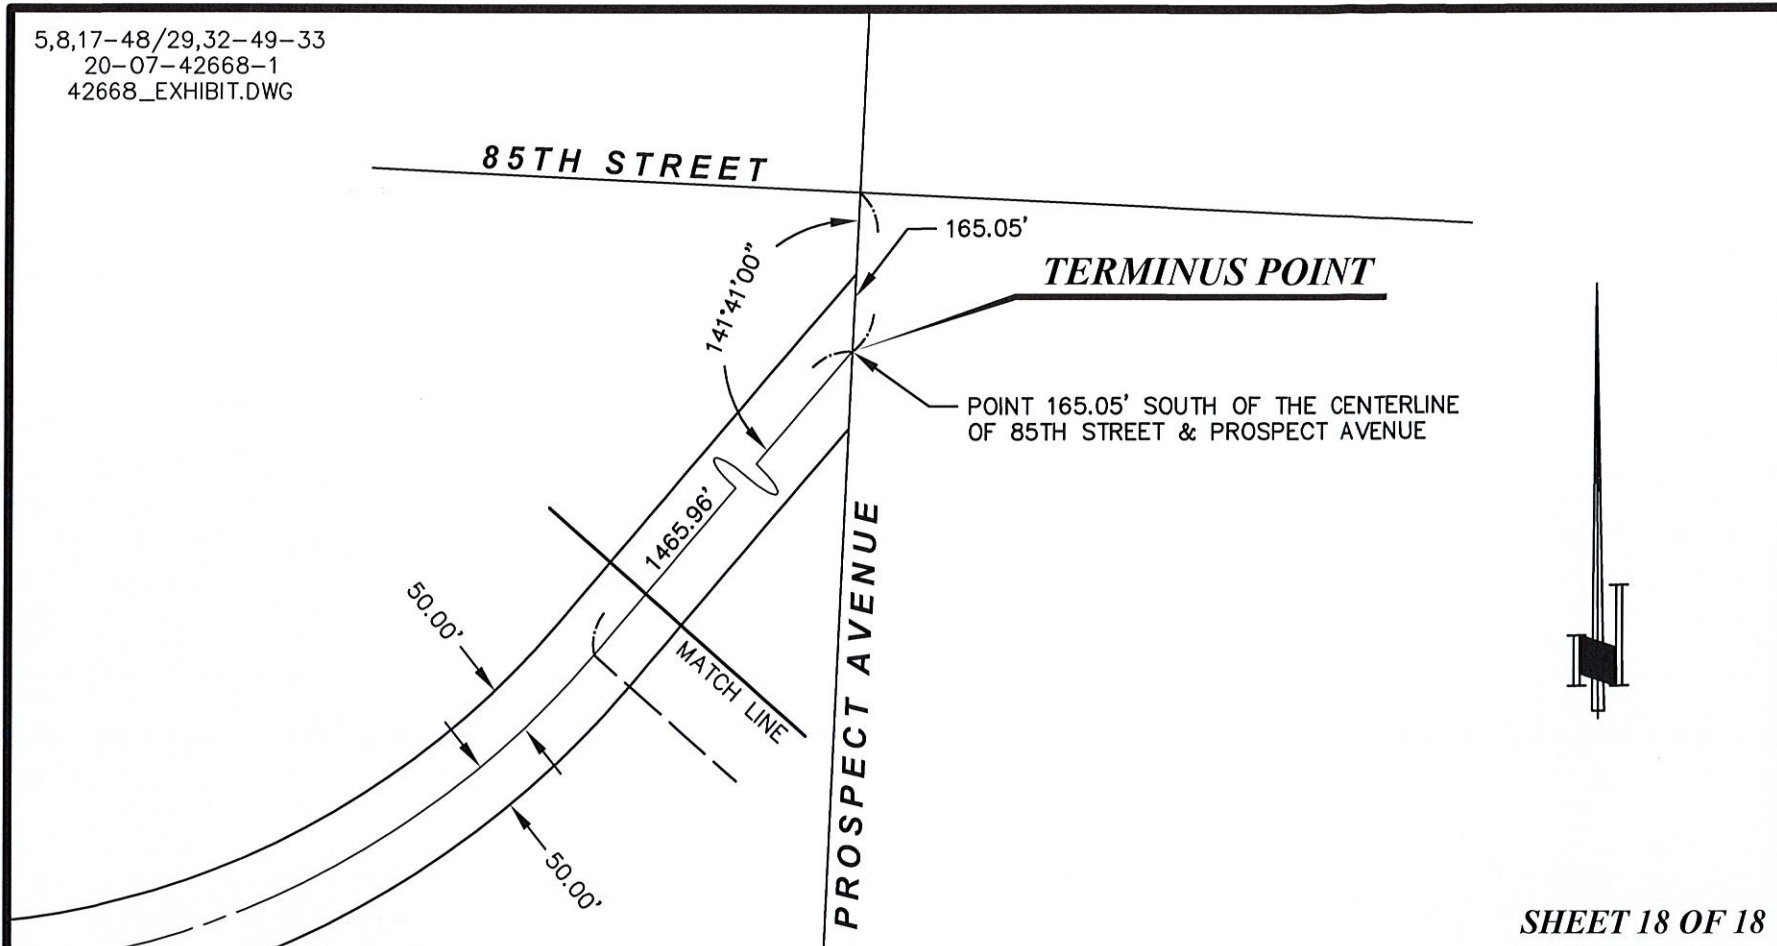 5,8,17-48/29,32-49-33
20-07-42668-1
42668_EXHIBIT.DWG
85TH STREET
165.05'
141°41'00"
TERMINUS POINT
POINT 165.05' SOUTH OF THE CENTERLINE
OF 85TH STREET & PROSPECT AVENUE
1465.96'
50.00'
MATCH LINE
PROSPECT AVENUE
50.00'
SHEET 18 OF 18